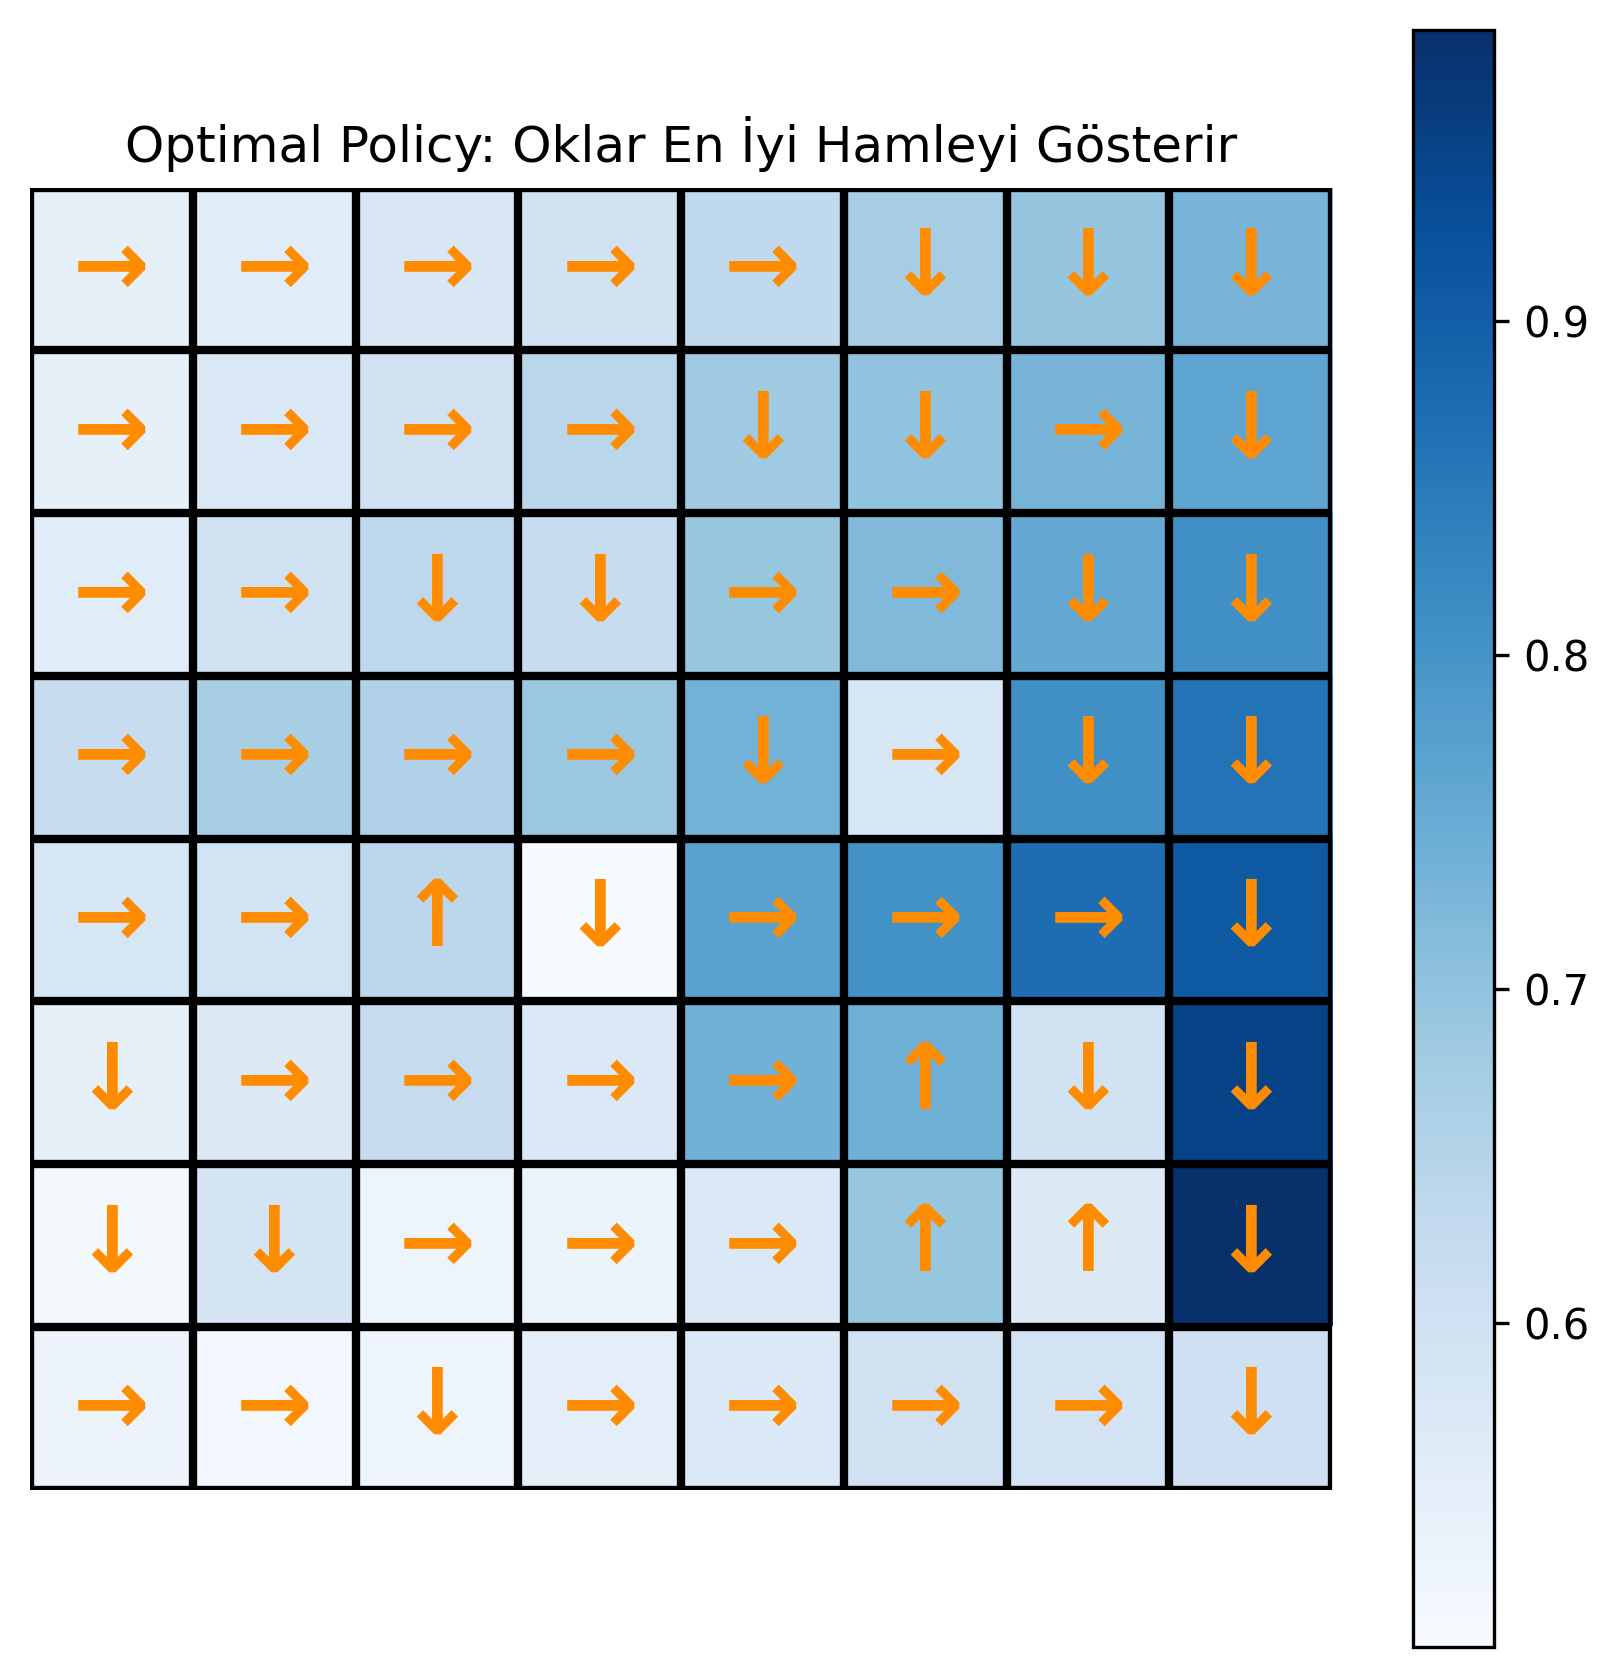 Optimal Policy: Oklar En İyi Hamleyi Gösterir
→ → → → → ↓ ↓ ↓
→ → → → ↓ ↓ → ↓
→ → ↓ ↓ → → ↓ ↓
→ → → → ↓ → ↓ ↓
→ → ↑ ↓ → → → ↓
↓ → → → → ↑ ↓ ↓
↓ ↓ → → → ↑ ↑ ↓
→ → ↓ → → → → ↓
0.9
0.8
0.7
0.6